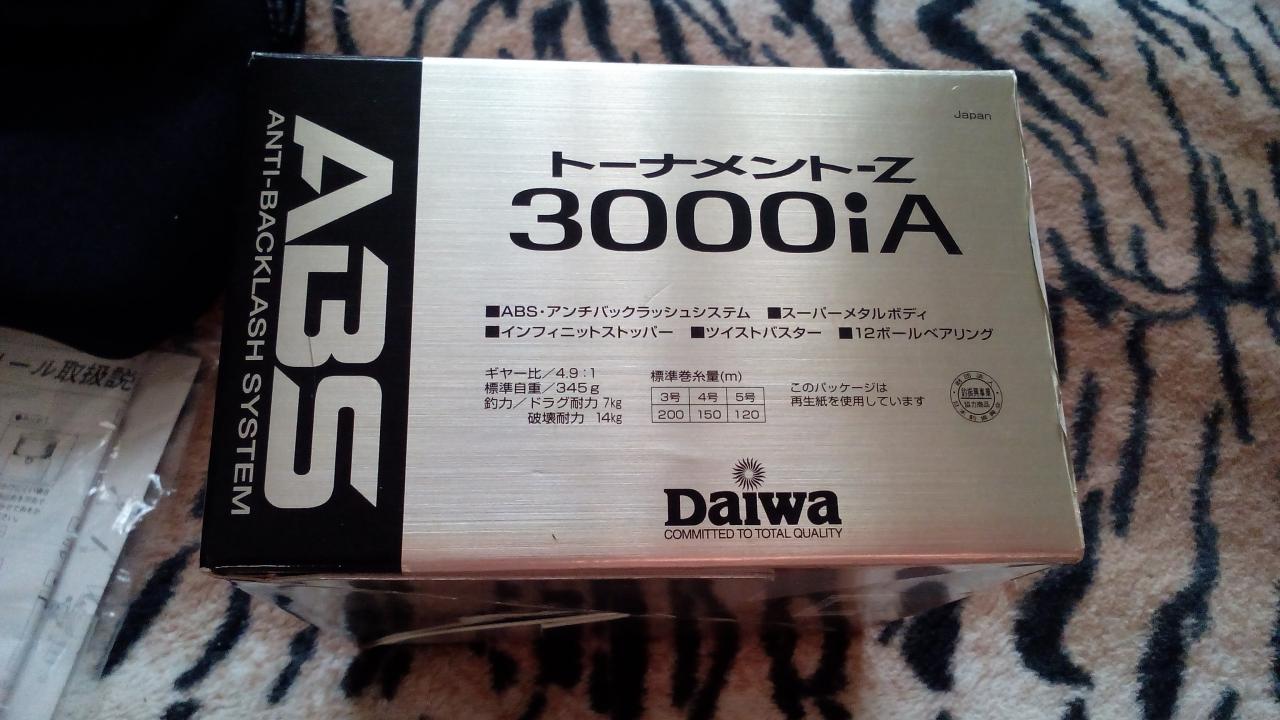 ABS
ANTI-BACKLASH SYSTEM
Japan
トーナメント-Z
3000iA
■ABS・アンチバックラッシュシステム ■スーパーメタルボディ
■インフィニットストッパー ■ツイストバスター ■12ボールベアリング
ギヤー比／4.9：1
標準自重／345g
釣力／ドラグ耐力 7kg
破壊耐力 14kg
標準巻糸量(m)
3号 4号 5号
200 150 120
このパッケージは
再生紙を使用しています
Daiwa
COMMITTED TO TOTAL QUALITY
ール取扱説